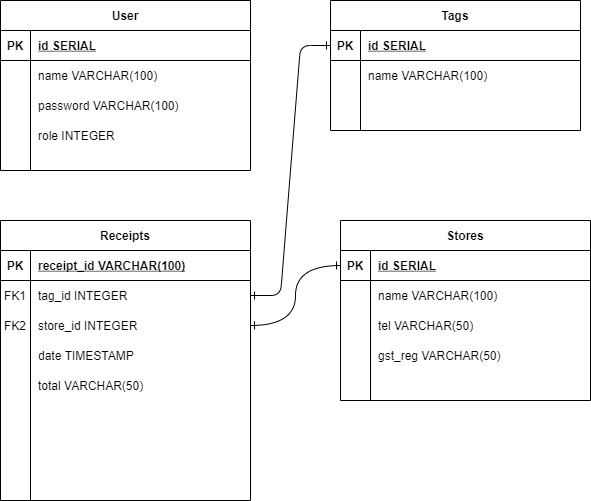 User
PK id SERIAL
name VARCHAR(100)
password VARCHAR(100)
role INTEGER
Tags
PK id SERIAL
name VARCHAR(100)
Receipts
PK receipt_id VARCHAR(100)
FK1 tag_id INTEGER
FK2 store_id INTEGER
date TIMESTAMP
total VARCHAR(50)
Stores
PK id SERIAL
name VARCHAR(100)
tel VARCHAR(50)
gst_reg VARCHAR(50)